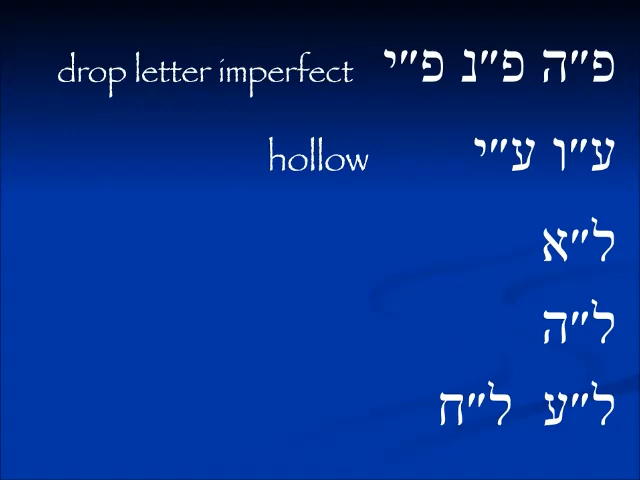 פ"ה פ"נ פ"י drop letter imperfect
ע"ו ע"י hollow
ל"א
ל"ה
ל"ע ל"ח